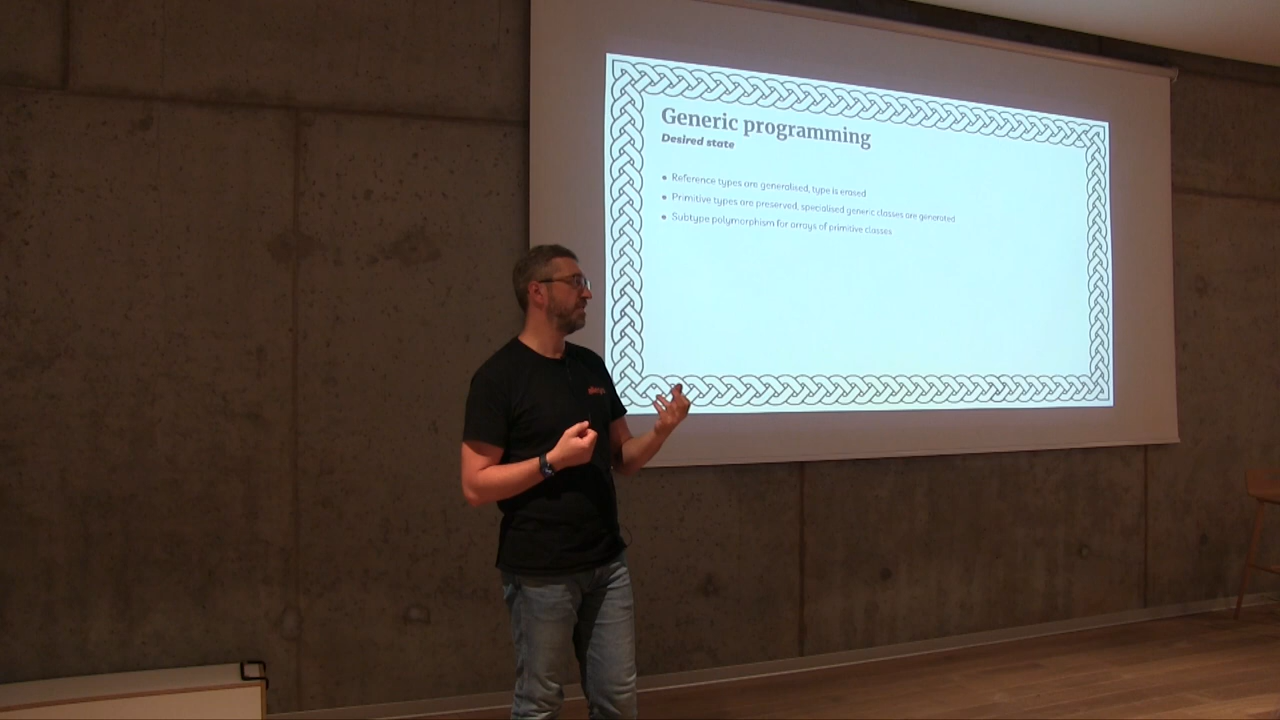 Generic programming
Desired state
• Reference types are generalised, type is erased
• Primitive types are preserved, specialised generic classes are generated
• Subtype polymorphism for arrays of primitive classes